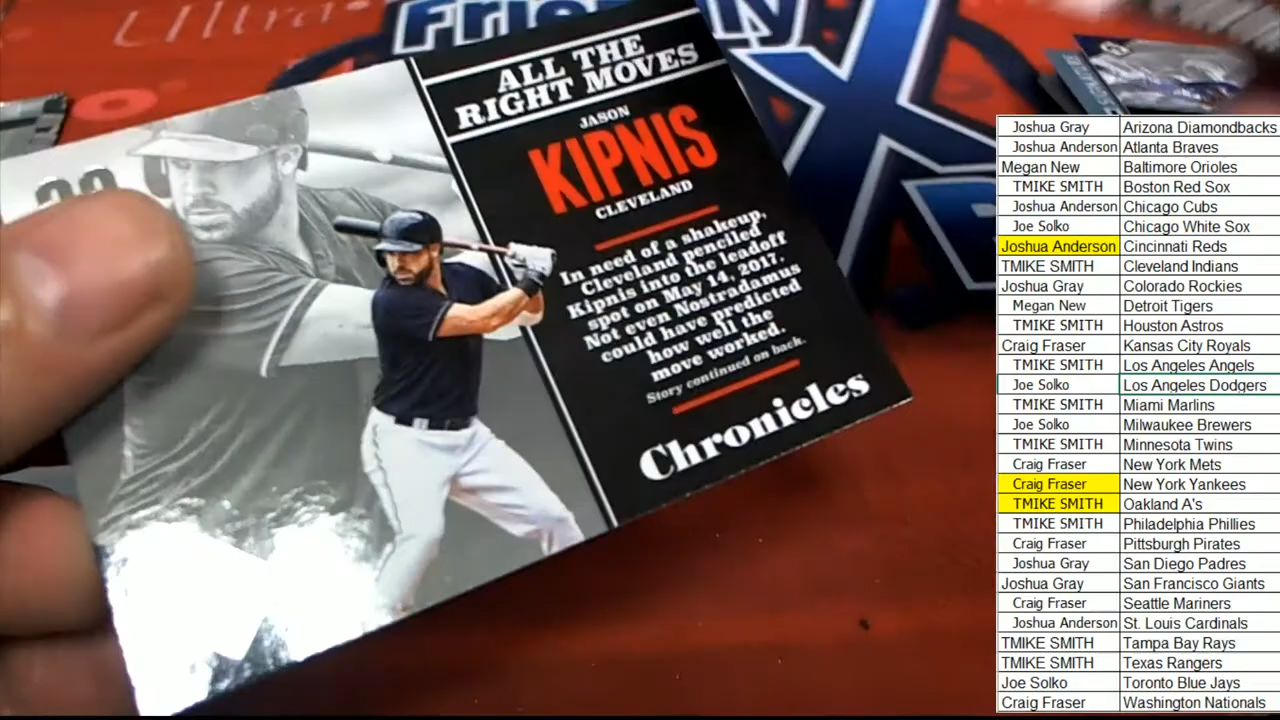 Ultra
Frie
ALL THE
RIGHT MOVES
JASON
KIPNIS
CLEVELAND
In need of a shakeup,
Cleveland penciled
Kipnis into the leadoff
spot on May 14, 2017.
Not even Nostradamus
could have predicted
how well the
move worked.
Story continued on back.
Chronicles
Joshua Gray Arizona Diamondbacks
Joshua Anderson Atlanta Braves
Megan New Baltimore Orioles
TMIKE SMITH Boston Red Sox
Joshua Anderson Chicago Cubs
Joe Solko Chicago White Sox
Joshua Anderson Cincinnati Reds
TMIKE SMITH Cleveland Indians
Joshua Gray Colorado Rockies
Megan New Detroit Tigers
TMIKE SMITH Houston Astros
Craig Fraser Kansas City Royals
TMIKE SMITH Los Angeles Angels
Joe Solko Los Angeles Dodgers
TMIKE SMITH Miami Marlins
Joe Solko Milwaukee Brewers
TMIKE SMITH Minnesota Twins
Craig Fraser New York Mets
Craig Fraser New York Yankees
TMIKE SMITH Oakland A's
TMIKE SMITH Philadelphia Phillies
Craig Fraser Pittsburgh Pirates
Joshua Gray San Diego Padres
Joshua Gray San Francisco Giants
Craig Fraser Seattle Mariners
Joshua Anderson St. Louis Cardinals
TMIKE SMITH Tampa Bay Rays
TMIKE SMITH Texas Rangers
Joe Solko Toronto Blue Jays
Craig Fraser Washington Nationals